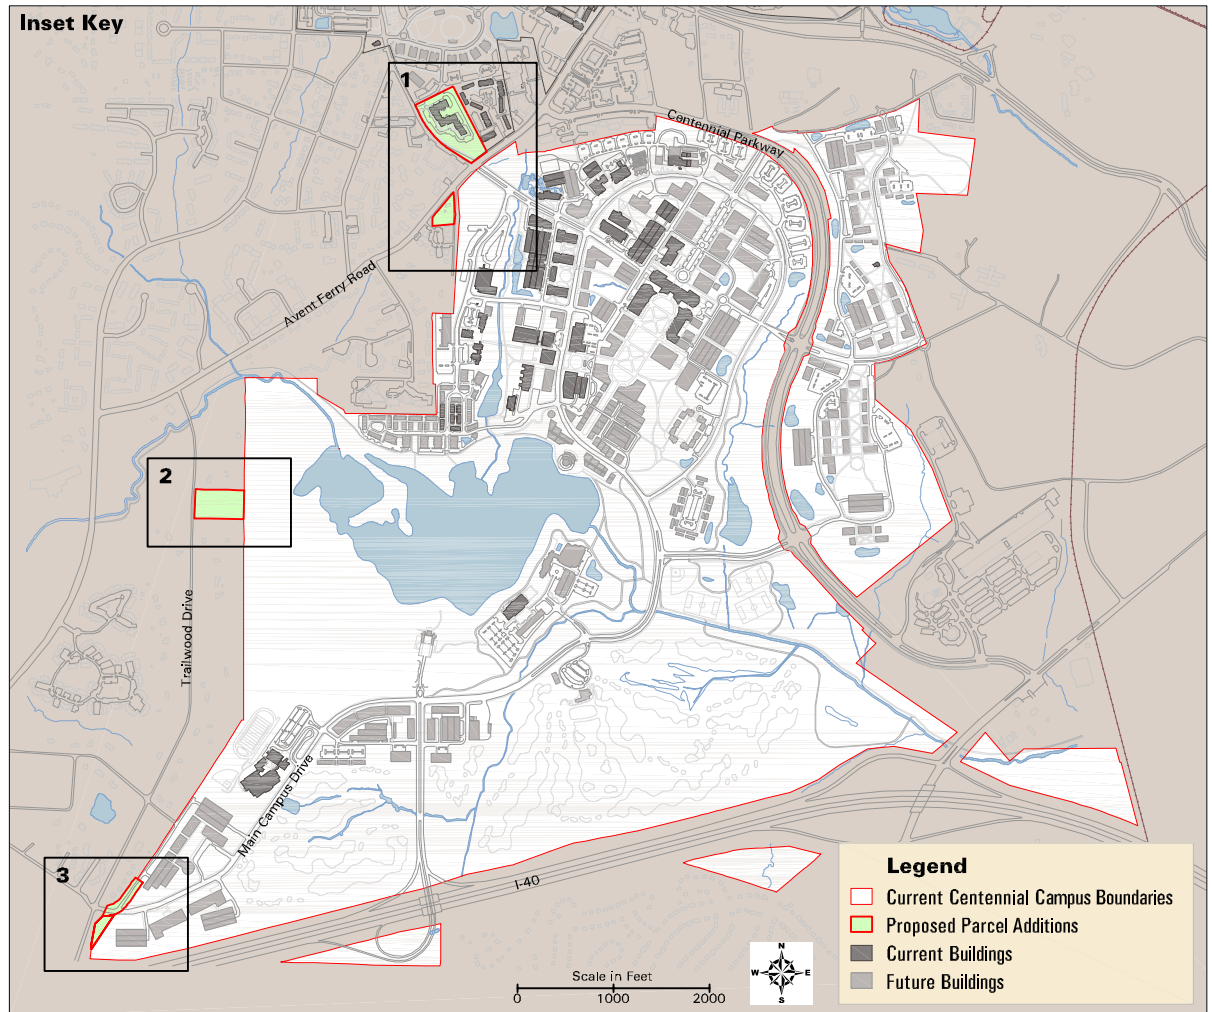 Inset Key
1
Centennial Parkway
Avent Ferry Road
2
Trailwood Drive
Main Campus Drive
3
I-40
Legend
Current Centennial Campus Boundaries
Proposed Parcel Additions
Current Buildings
Future Buildings
N
W E
S
Scale in Feet
0 1000 2000